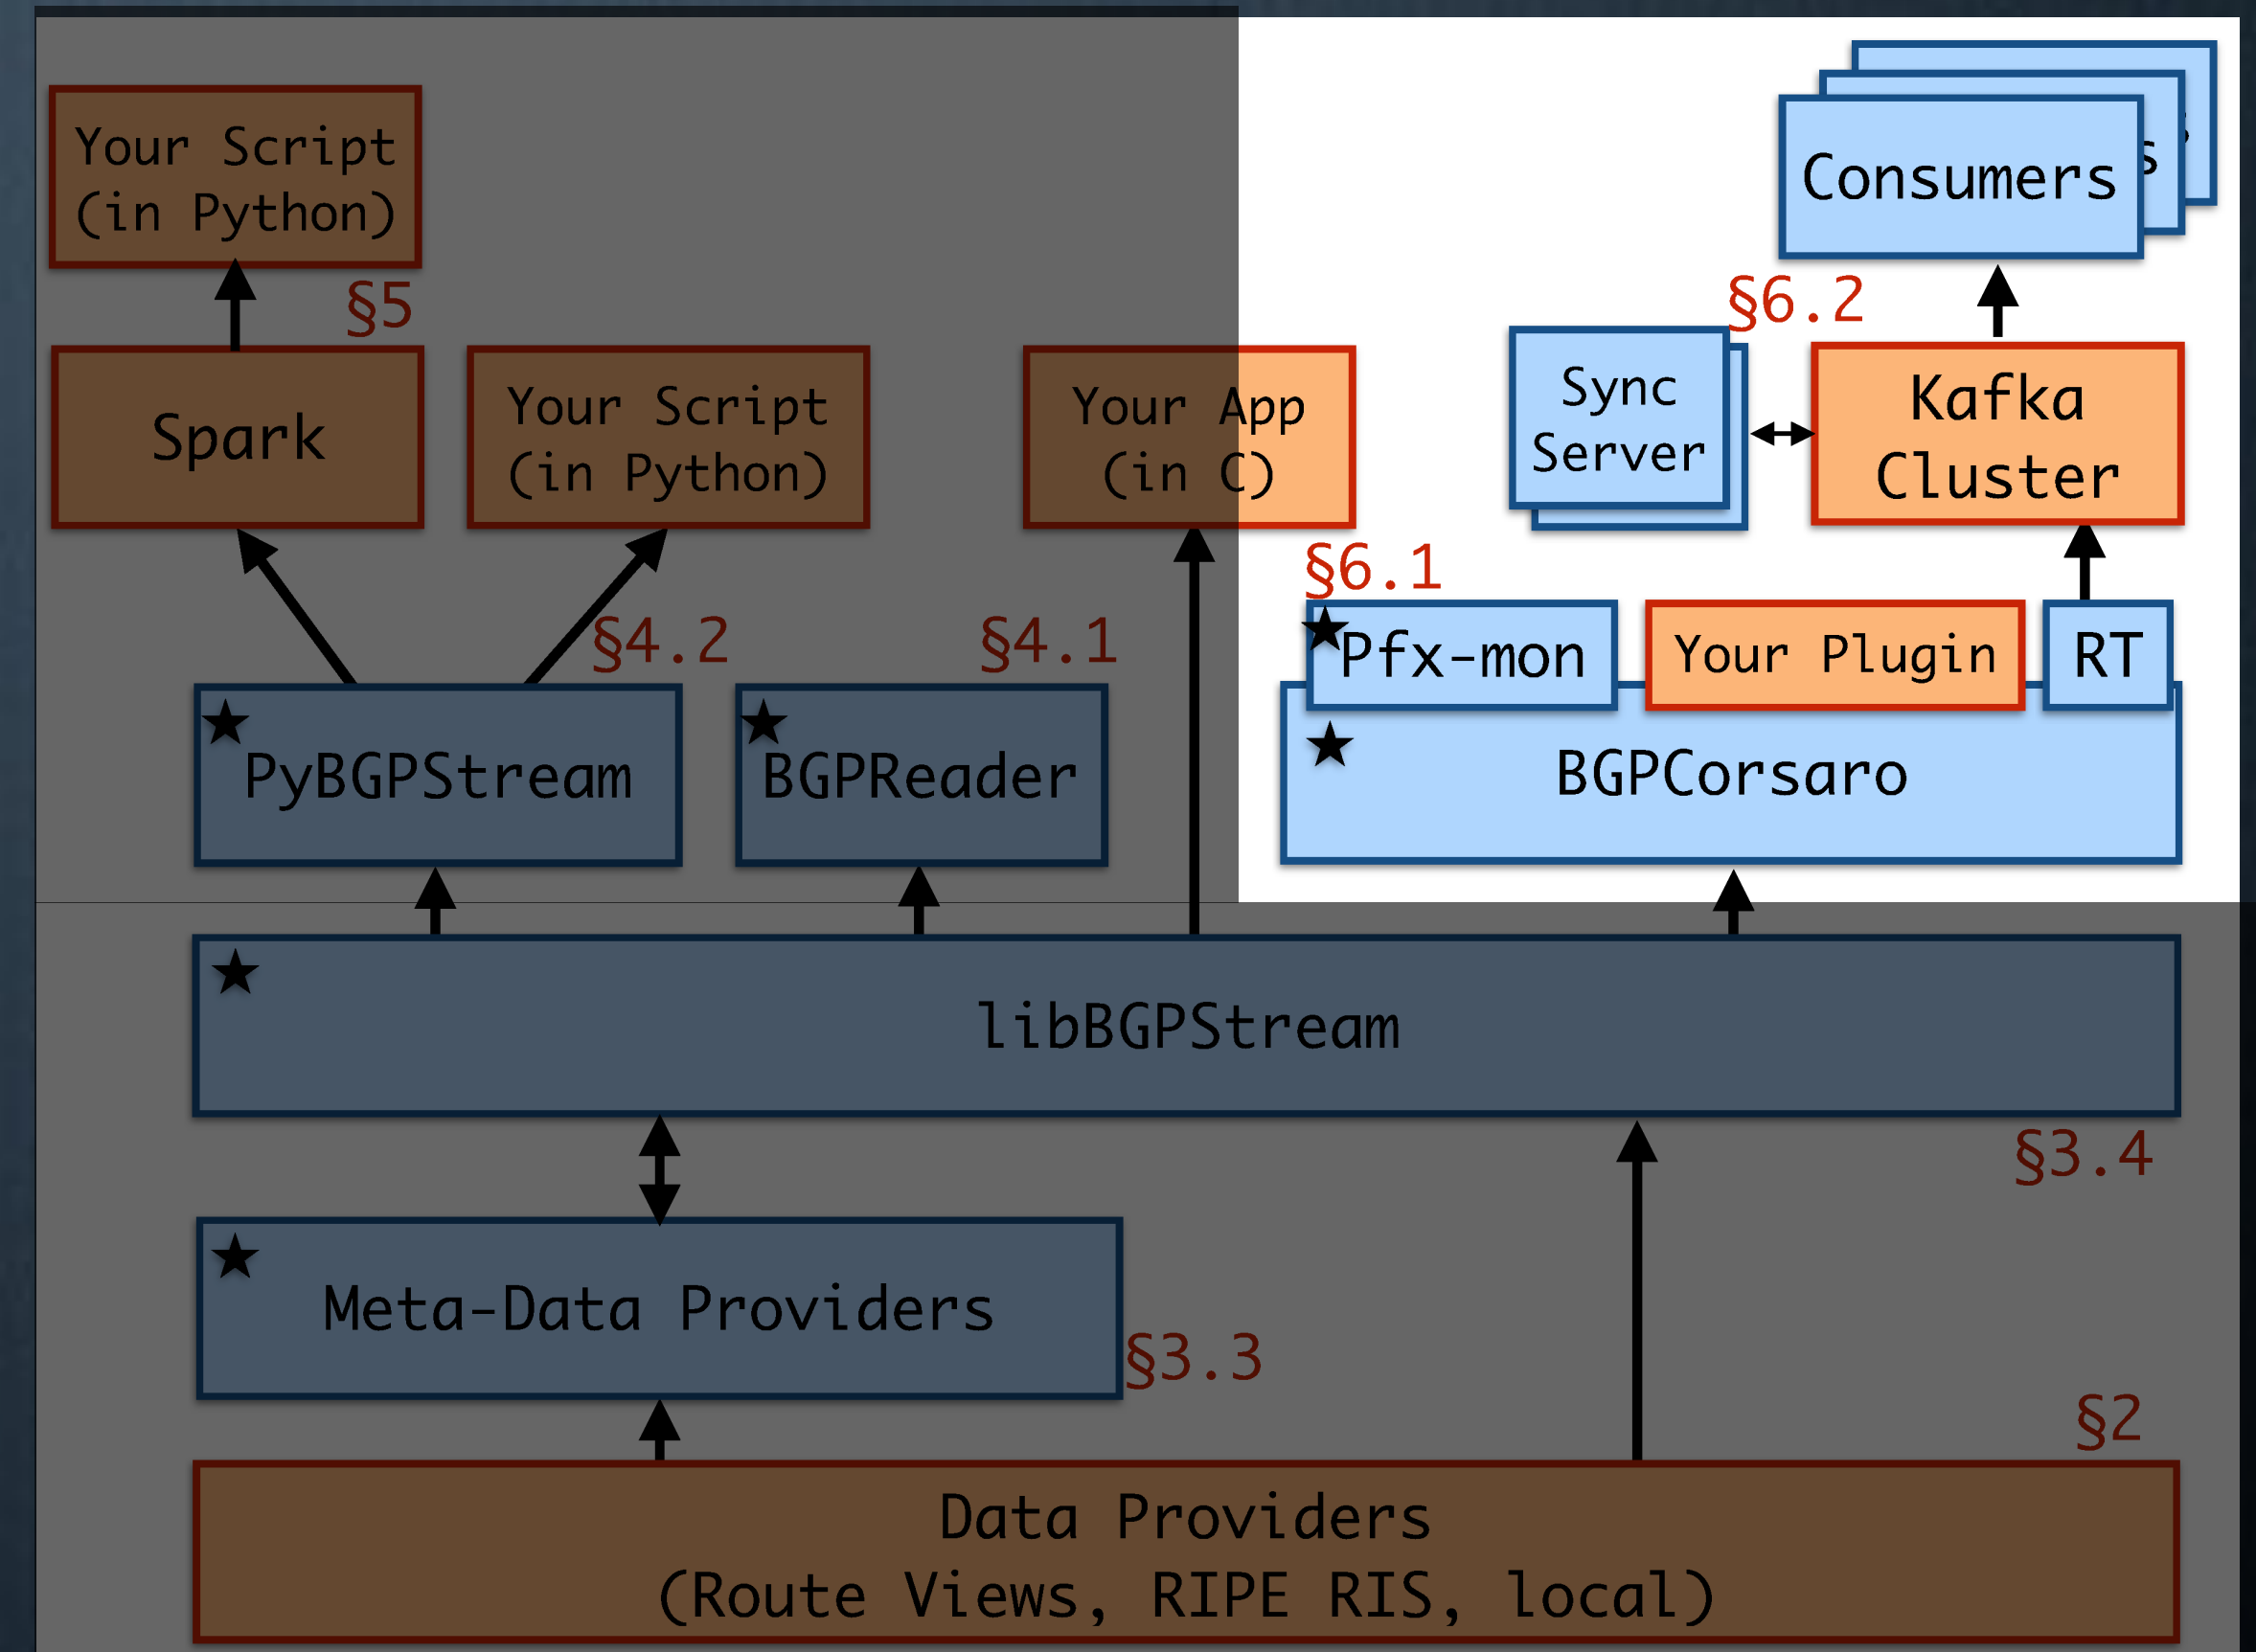 Your Script
(in Python)
Consumers
s
§5
§6.2
Spark
Your Script
(in Python)
Your App
(in C)
Sync
Server
Kafka
Cluster
§4.2
§4.1
§6.1
Pfx-mon
Your Plugin
RT
PyBGPStream
BGPReader
BGPCorsaro
libBGPStream
§3.4
Meta-Data Providers
§3.3
§2
Data Providers
(Route Views, RIPE RIS, local)